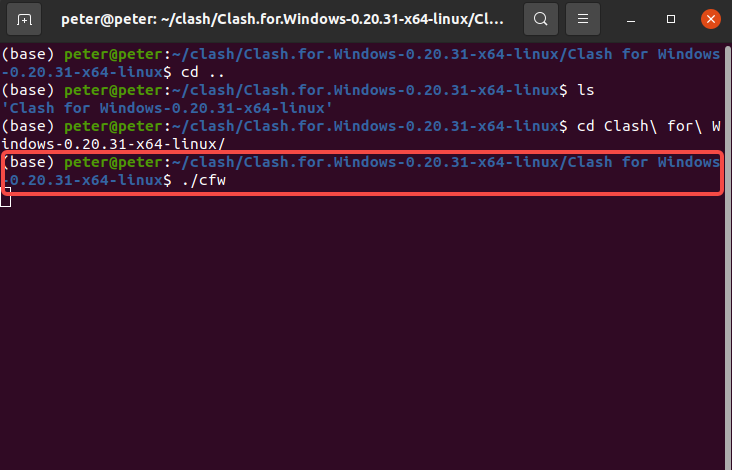 peter@peter: ~/clash/Clash.for.Windows-0.20.31-x64-linux/Cl...
(base) peter@peter:~/clash/Clash.for.Windows-0.20.31-x64-linux/Clash for Windows
-0.20.31-x64-linux$ cd ..
(base) peter@peter:~/clash/Clash.for.Windows-0.20.31-x64-linux$ ls
'Clash for Windows-0.20.31-x64-linux'
(base) peter@peter:~/clash/Clash.for.Windows-0.20.31-x64-linux$ cd Clash\ for\ W
indows-0.20.31-x64-linux/
(base) peter@peter:~/clash/Clash.for.Windows-0.20.31-x64-linux/Clash for Windows
-0.20.31-x64-linux$ ./cfw